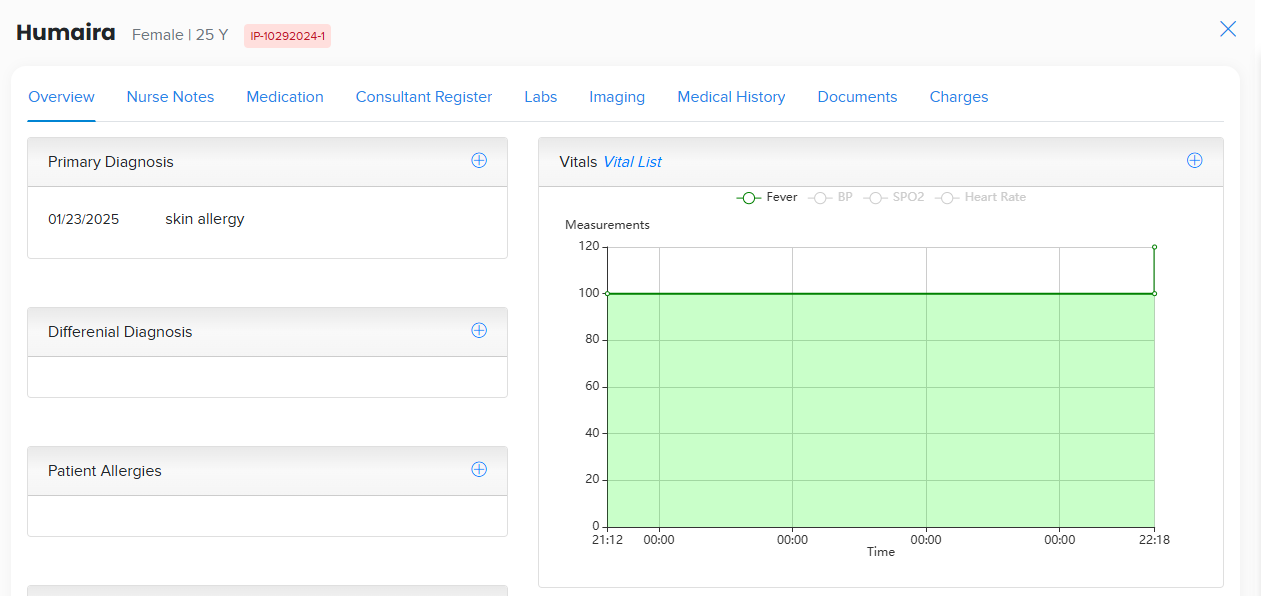 Humaira Female | 25 Y IP-10292024-1
Overview Nurse Notes Medication Consultant Register Labs Imaging Medical History Documents Charges
Primary Diagnosis
01/23/2025 skin allergy
Differenial Diagnosis
Patient Allergies
Vitals Vital List
Fever BP SPO2 Heart Rate
Measurements
120
100
80
60
40
20
0
21:12 00:00 00:00 00:00 00:00 22:18
Time